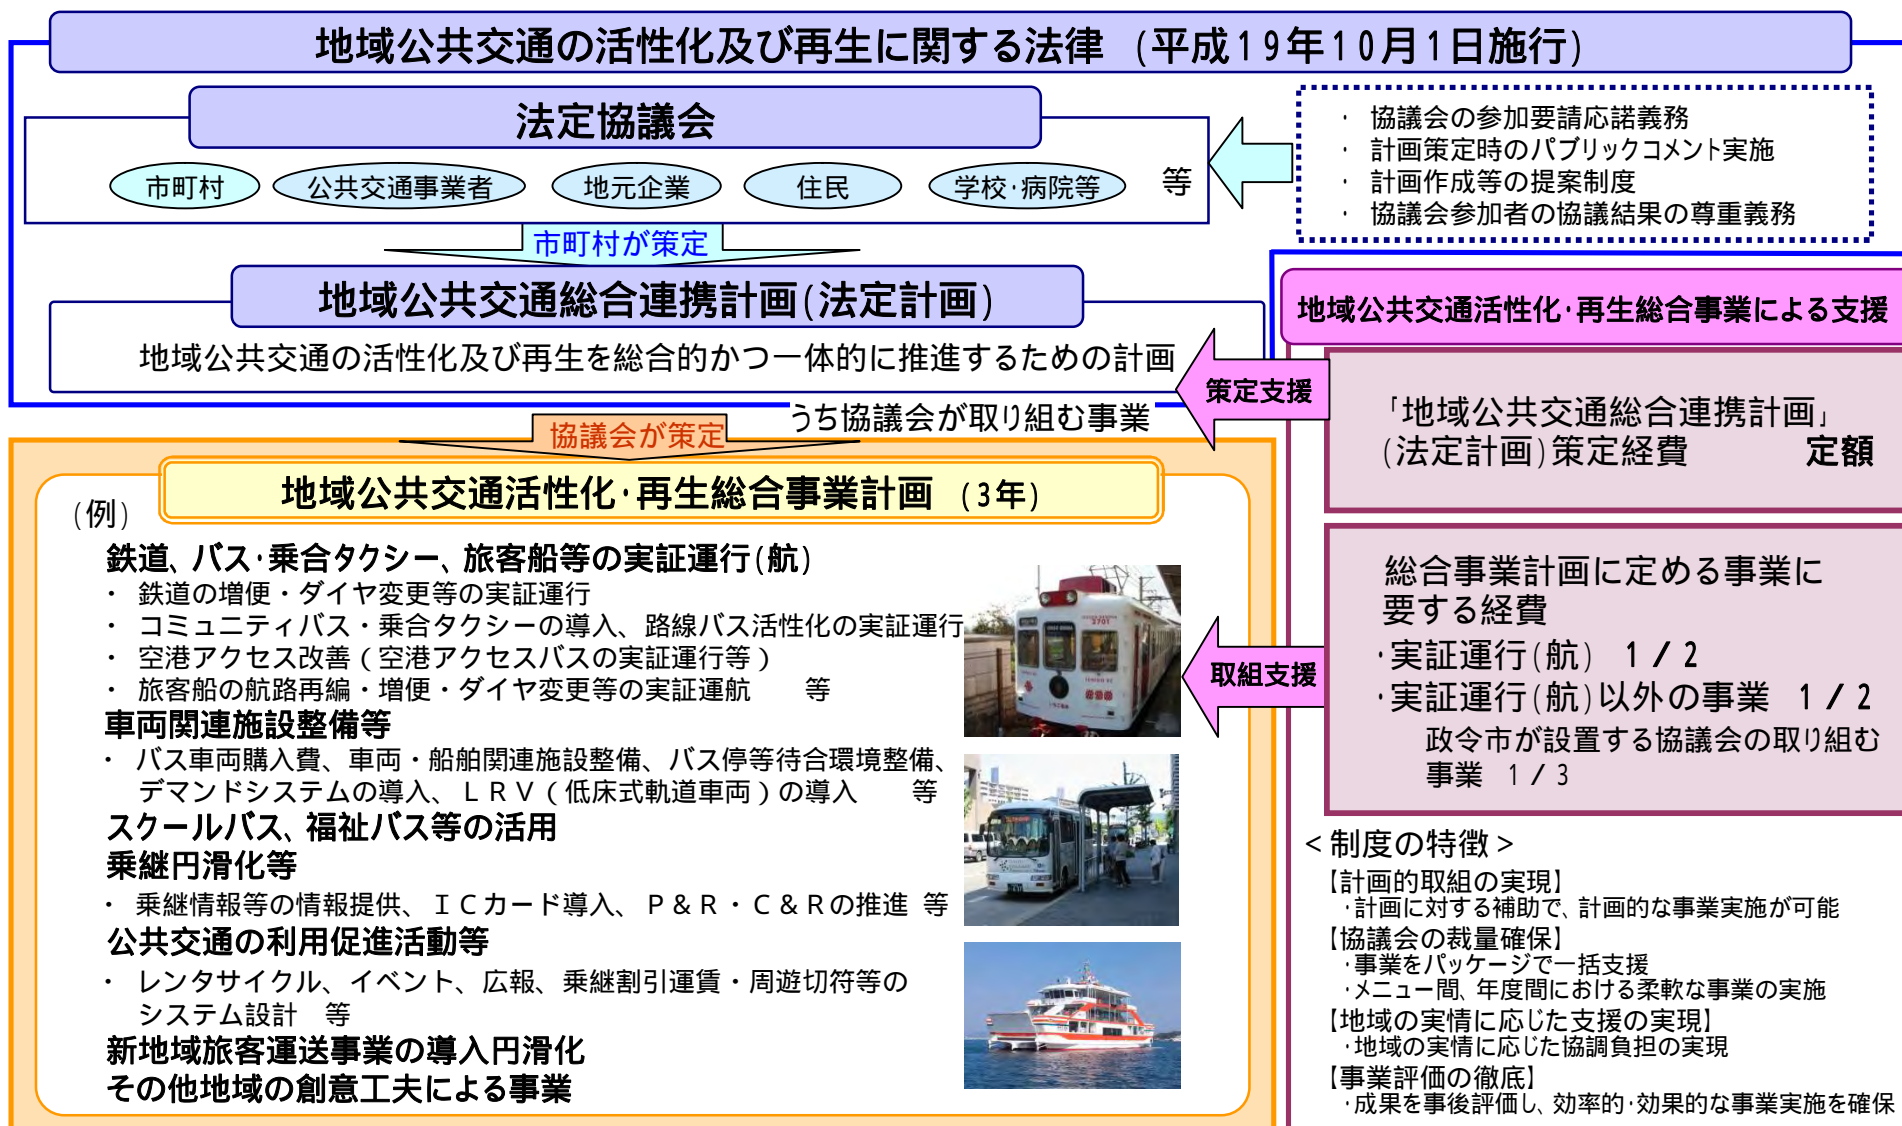 地域公共交通の活性化及び再生に関する法律 (平成19年10月1日施行)
法定協議会
市町村
公共交通事業者
地元企業
住民
学校・病院等
等
・ 協議会の参加要請応諾義務
・ 計画策定時のパブリックコメント実施
・ 計画作成等の提案制度
・ 協議会参加者の協議結果の尊重義務
市町村が策定
地域公共交通総合連携計画(法定計画)
地域公共交通の活性化及び再生を総合的かつ一体的に推進するための計画
うち協議会が取り組む事業
協議会が策定
地域公共交通活性化・再生総合事業計画 (3年)
(例)
鉄道、バス・乗合タクシー、旅客船等の実証運行(航)
・ 鉄道の増便・ダイヤ変更等の実証運行
・ コミュニティバス・乗合タクシーの導入、路線バス活性化の実証運行
・ 空港アクセス改善（空港アクセスバスの実証運行等）
・ 旅客船の航路再編・増便・ダイヤ変更等の実証運航 等
車両関連施設整備等
・ バス車両購入費、車両・船舶関連施設整備、バス停等待合環境整備、
デマンドシステムの導入、ＬＲＶ（低床式軌道車両）の導入 等
スクールバス、福祉バス等の活用
乗継円滑化等
・ 乗継情報等の情報提供、ＩＣカード導入、Ｐ＆Ｒ・Ｃ＆Ｒの推進 等
公共交通の利用促進活動等
・ レンタサイクル、イベント、広報、乗継割引運賃・周遊切符等の
システム設計 等
新地域旅客運送事業の導入円滑化
その他地域の創意工夫による事業
2701
地域公共交通活性化・再生総合事業による支援
策定支援
「地域公共交通総合連携計画」
(法定計画)策定経費 定額
取組支援
総合事業計画に定める事業に
要する経費
・実証運行(航) 1／2
・実証運行(航)以外の事業 1／2
政令市が設置する協議会の取り組む
事業 1／3
＜制度の特徴＞
【計画的取組の実現】
・計画に対する補助で、計画的な事業実施が可能
【協議会の裁量確保】
・事業をパッケージで一括支援
・メニュー間、年度間における柔軟な事業の実施
【地域の実情に応じた支援の実現】
・地域の実情に応じた協調負担の実現
【事業評価の徹底】
・成果を事後評価し、効率的・効果的な事業実施を確保